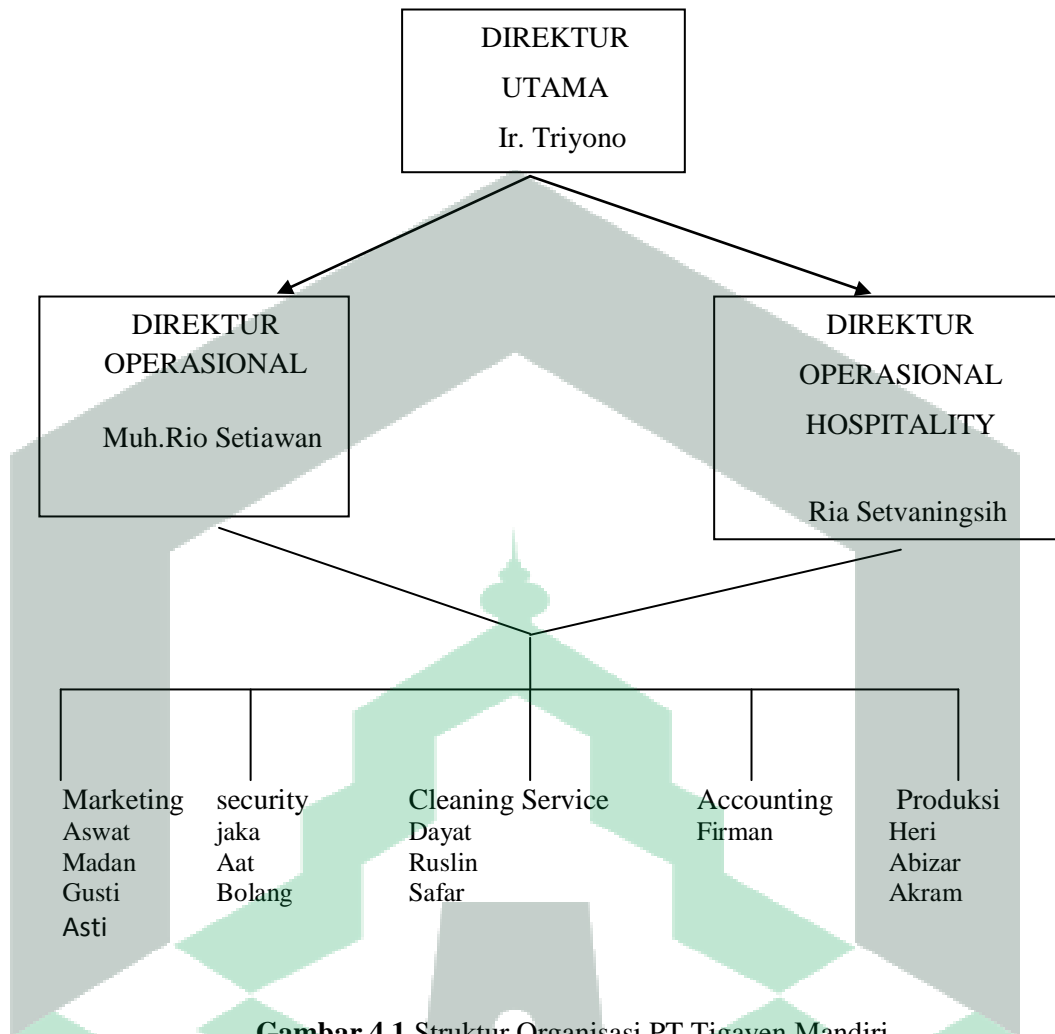 DIREKTUR
UTAMA
Ir. Triyono
DIREKTUR
OPERASIONAL
Muh.Rio Setiawan
DIREKTUR
OPERASIONAL
HOSPITALITY
Ria Setvaningsih
Marketing
Aswat
Madan
Gusti
Asti
security
jaka
Aat
Bolang
Cleaning Service
Dayat
Ruslin
Safar
Accounting
Firman
Produksi
Heri
Abizar
Akram
Gambar 4.1 Struktur Organisasi PT Tigaven Mandiri